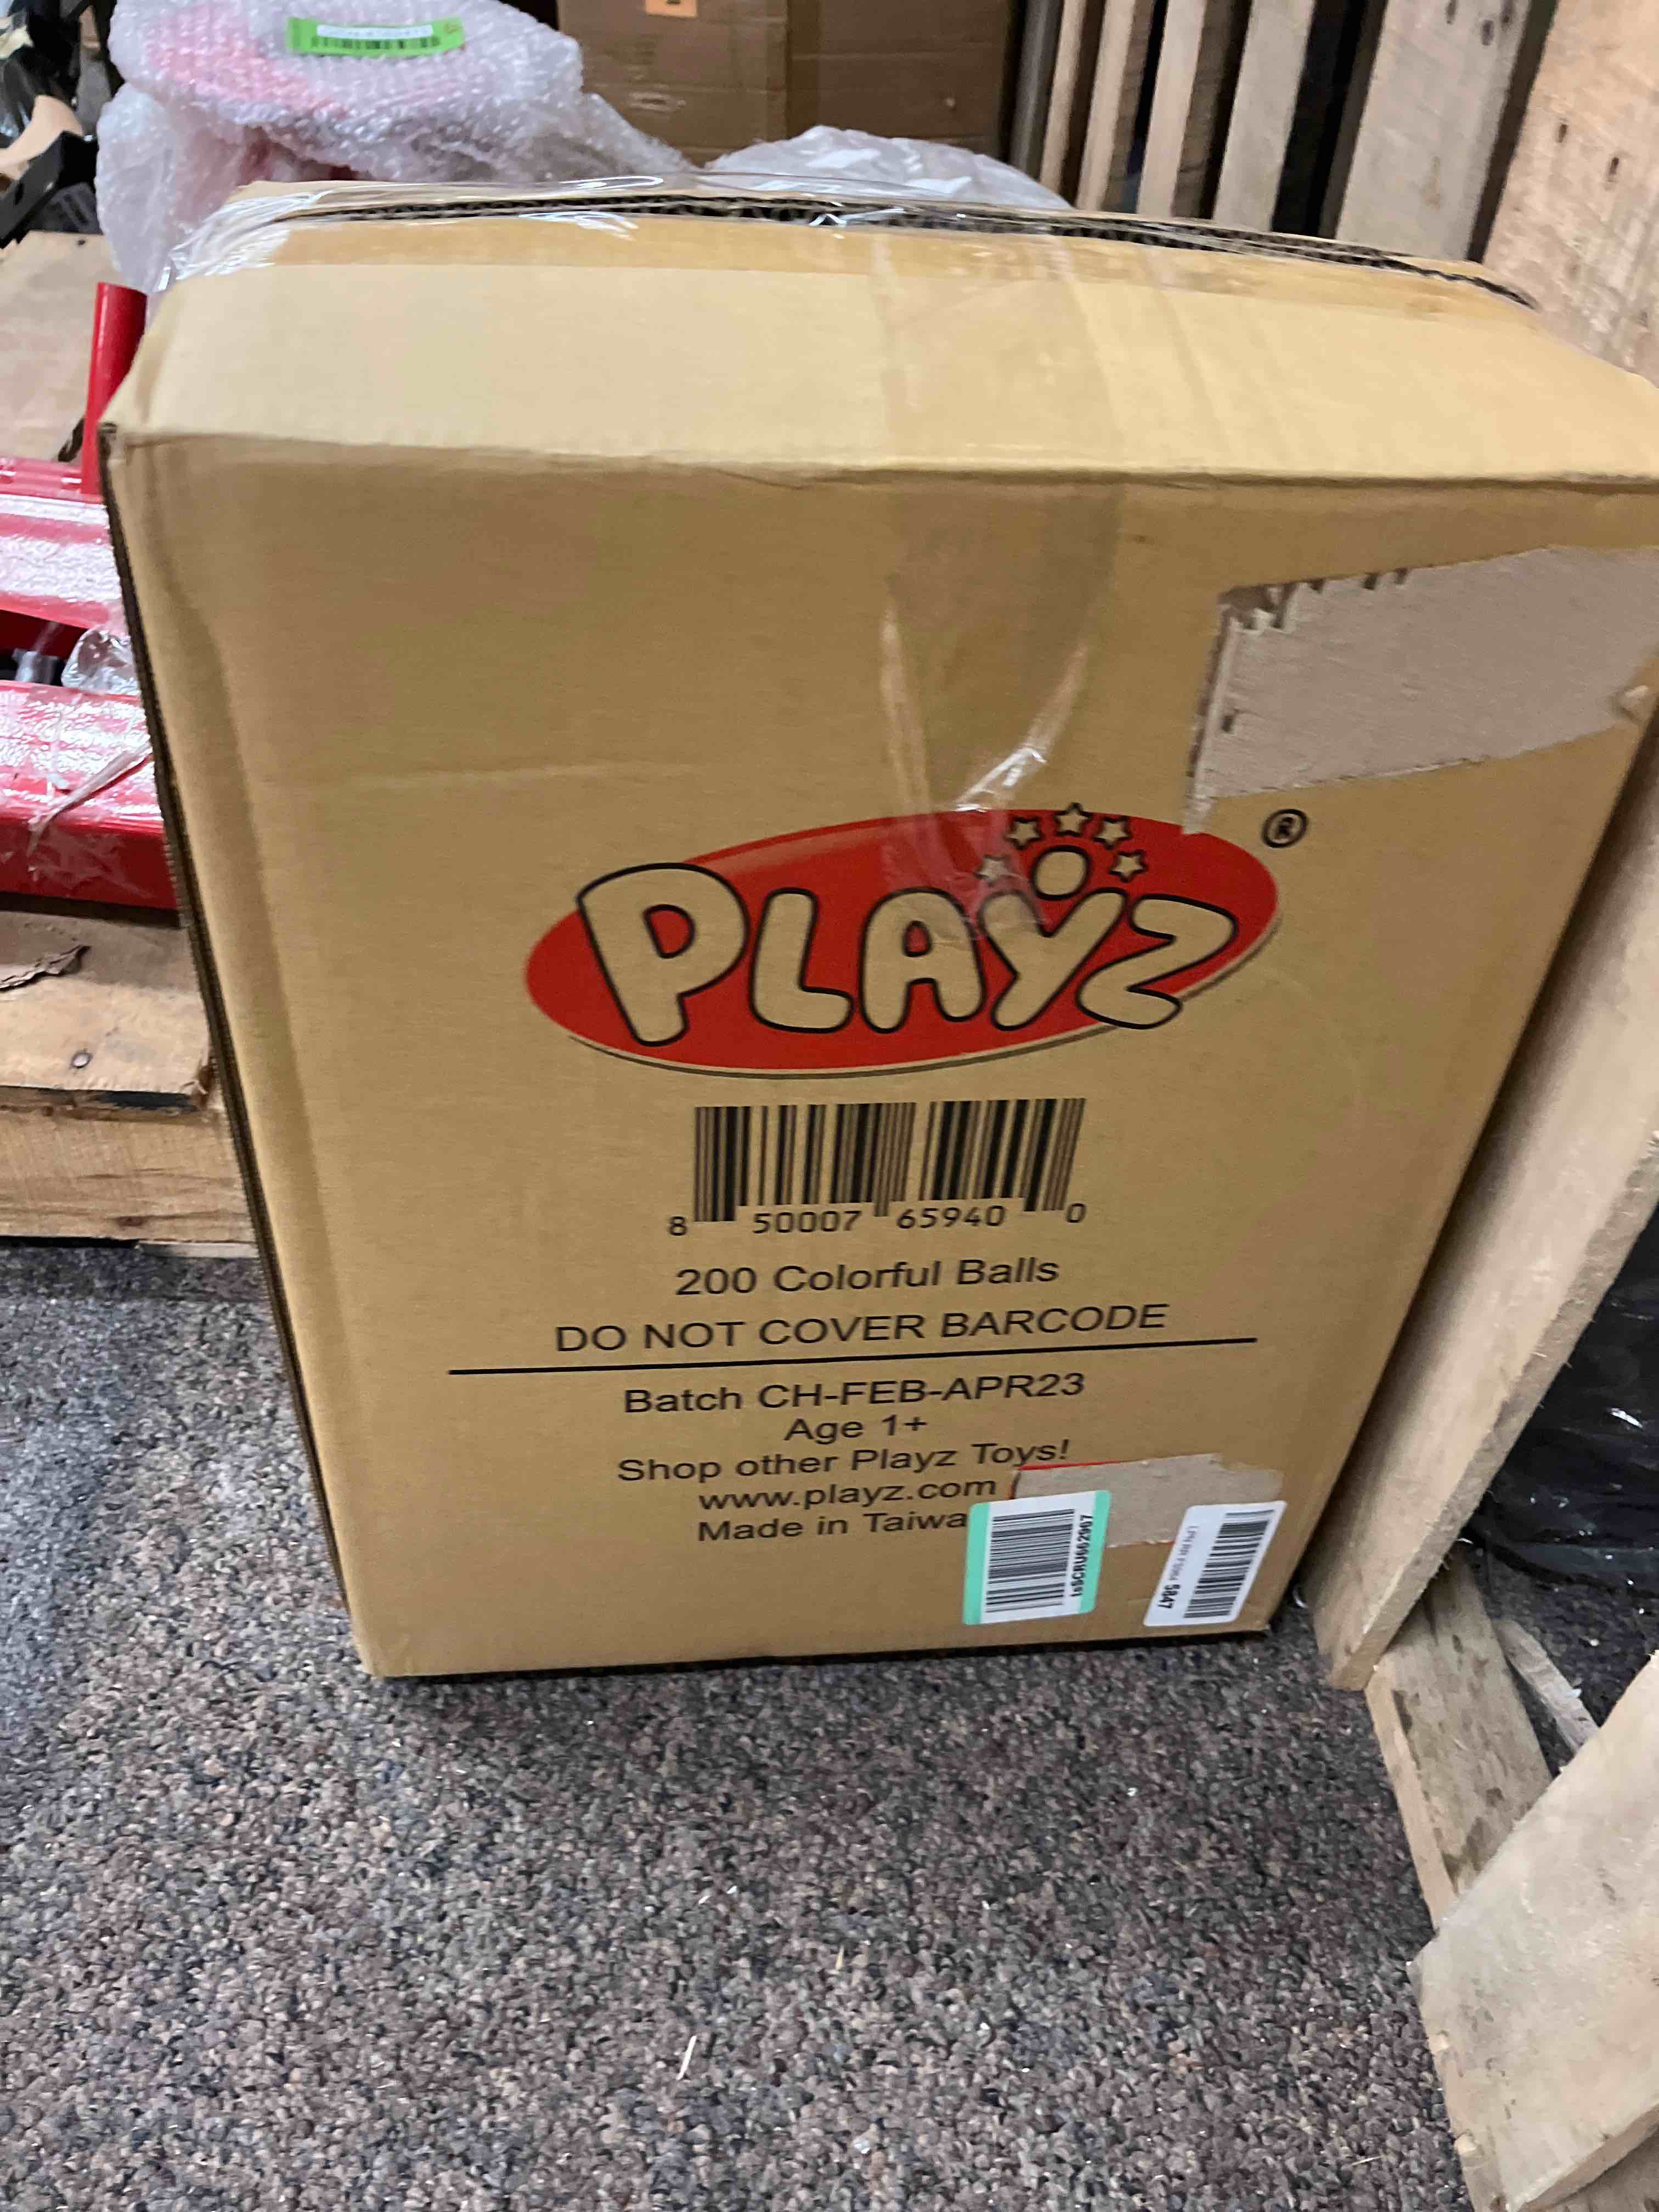 PLAYZ ®
8 50007 65940 0
200 Colorful Balls
DO NOT COVER BARCODE
Batch CH-FEB-APR23
Age 1+
Shop other Playz Toys!
www.playz.com
Made in Taiwa
5847